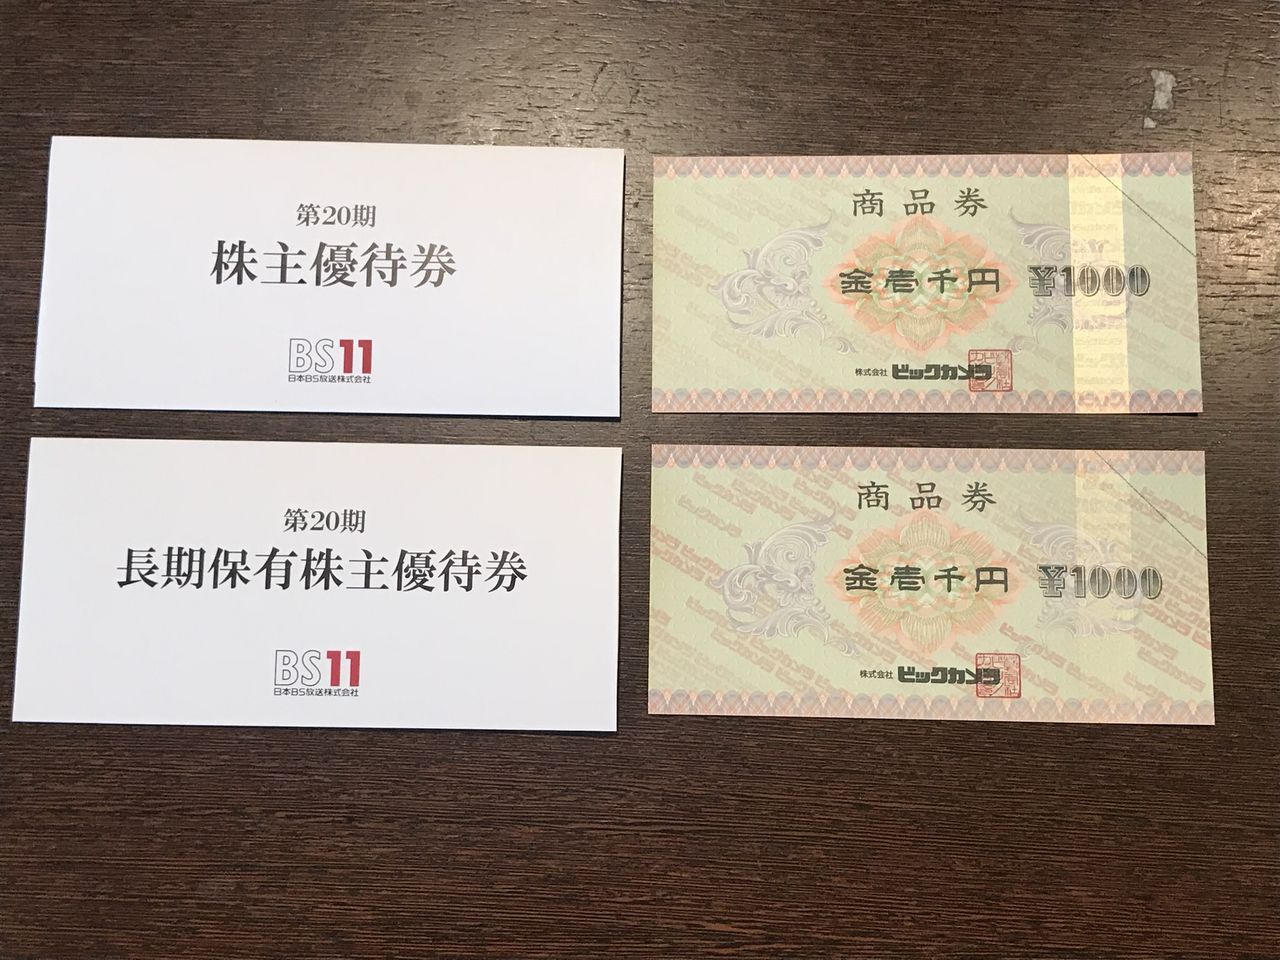 第20期
株主優待券
BS11
日本BS放送株式会社
商品券
金壱千円 ¥1000
株式会社 ビックカメラ
第20期
長期保有株主優待券
BS11
日本BS放送株式会社
商品券
金壱千円 ¥1000
株式会社 ビックカメラ